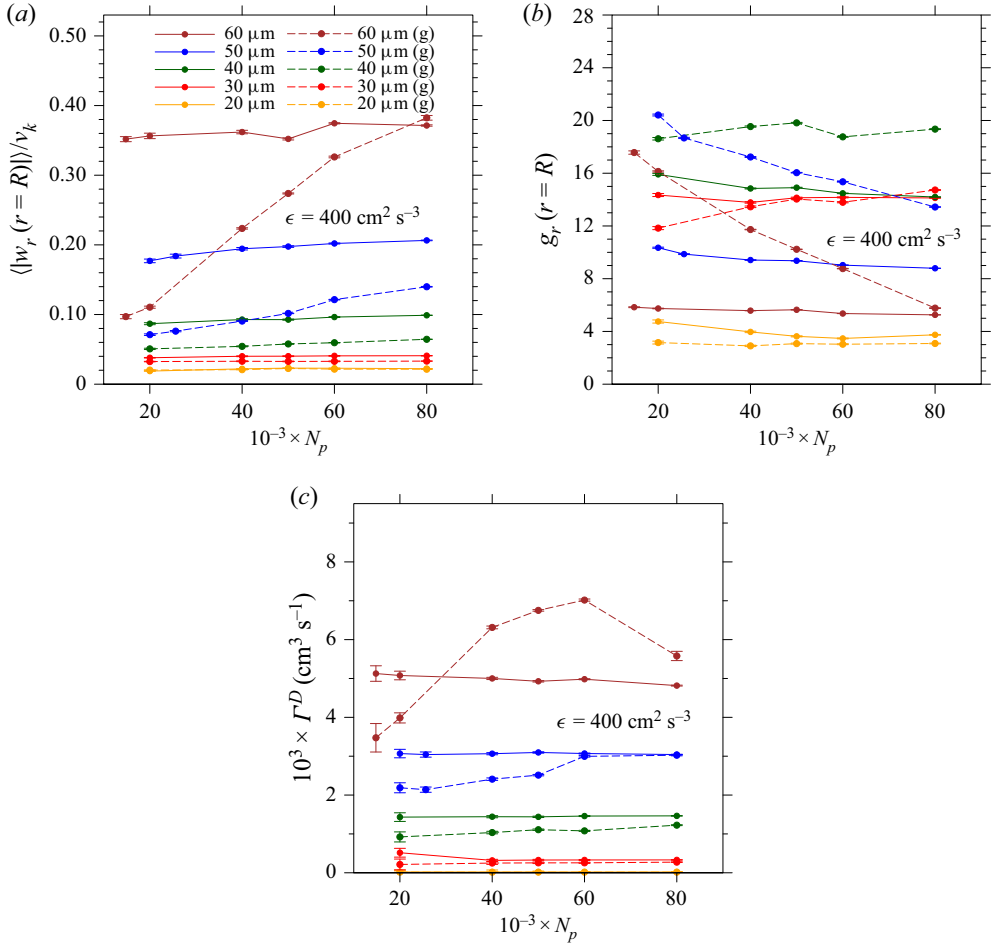 (a)
0.50
0.40
0.30
0.20
0.10
0
⟨|w_r (r = R)|⟩/v_k
60 μm
50 μm
40 μm
30 μm
20 μm
60 μm (g)
50 μm (g)
40 μm (g)
30 μm (g)
20 μm (g)
ϵ = 400 cm² s⁻³
20 40 60 80
10⁻³ × N_p
(b)
28
24
20
16
12
8
4
0
g_r (r = R)
ϵ = 400 cm² s⁻³
20 40 60 80
10⁻³ × N_p
(c)
8
6
4
2
0
10³ × Γ^D (cm³ s⁻¹)
ϵ = 400 cm² s⁻³
20 40 60 80
10⁻³ × N_p